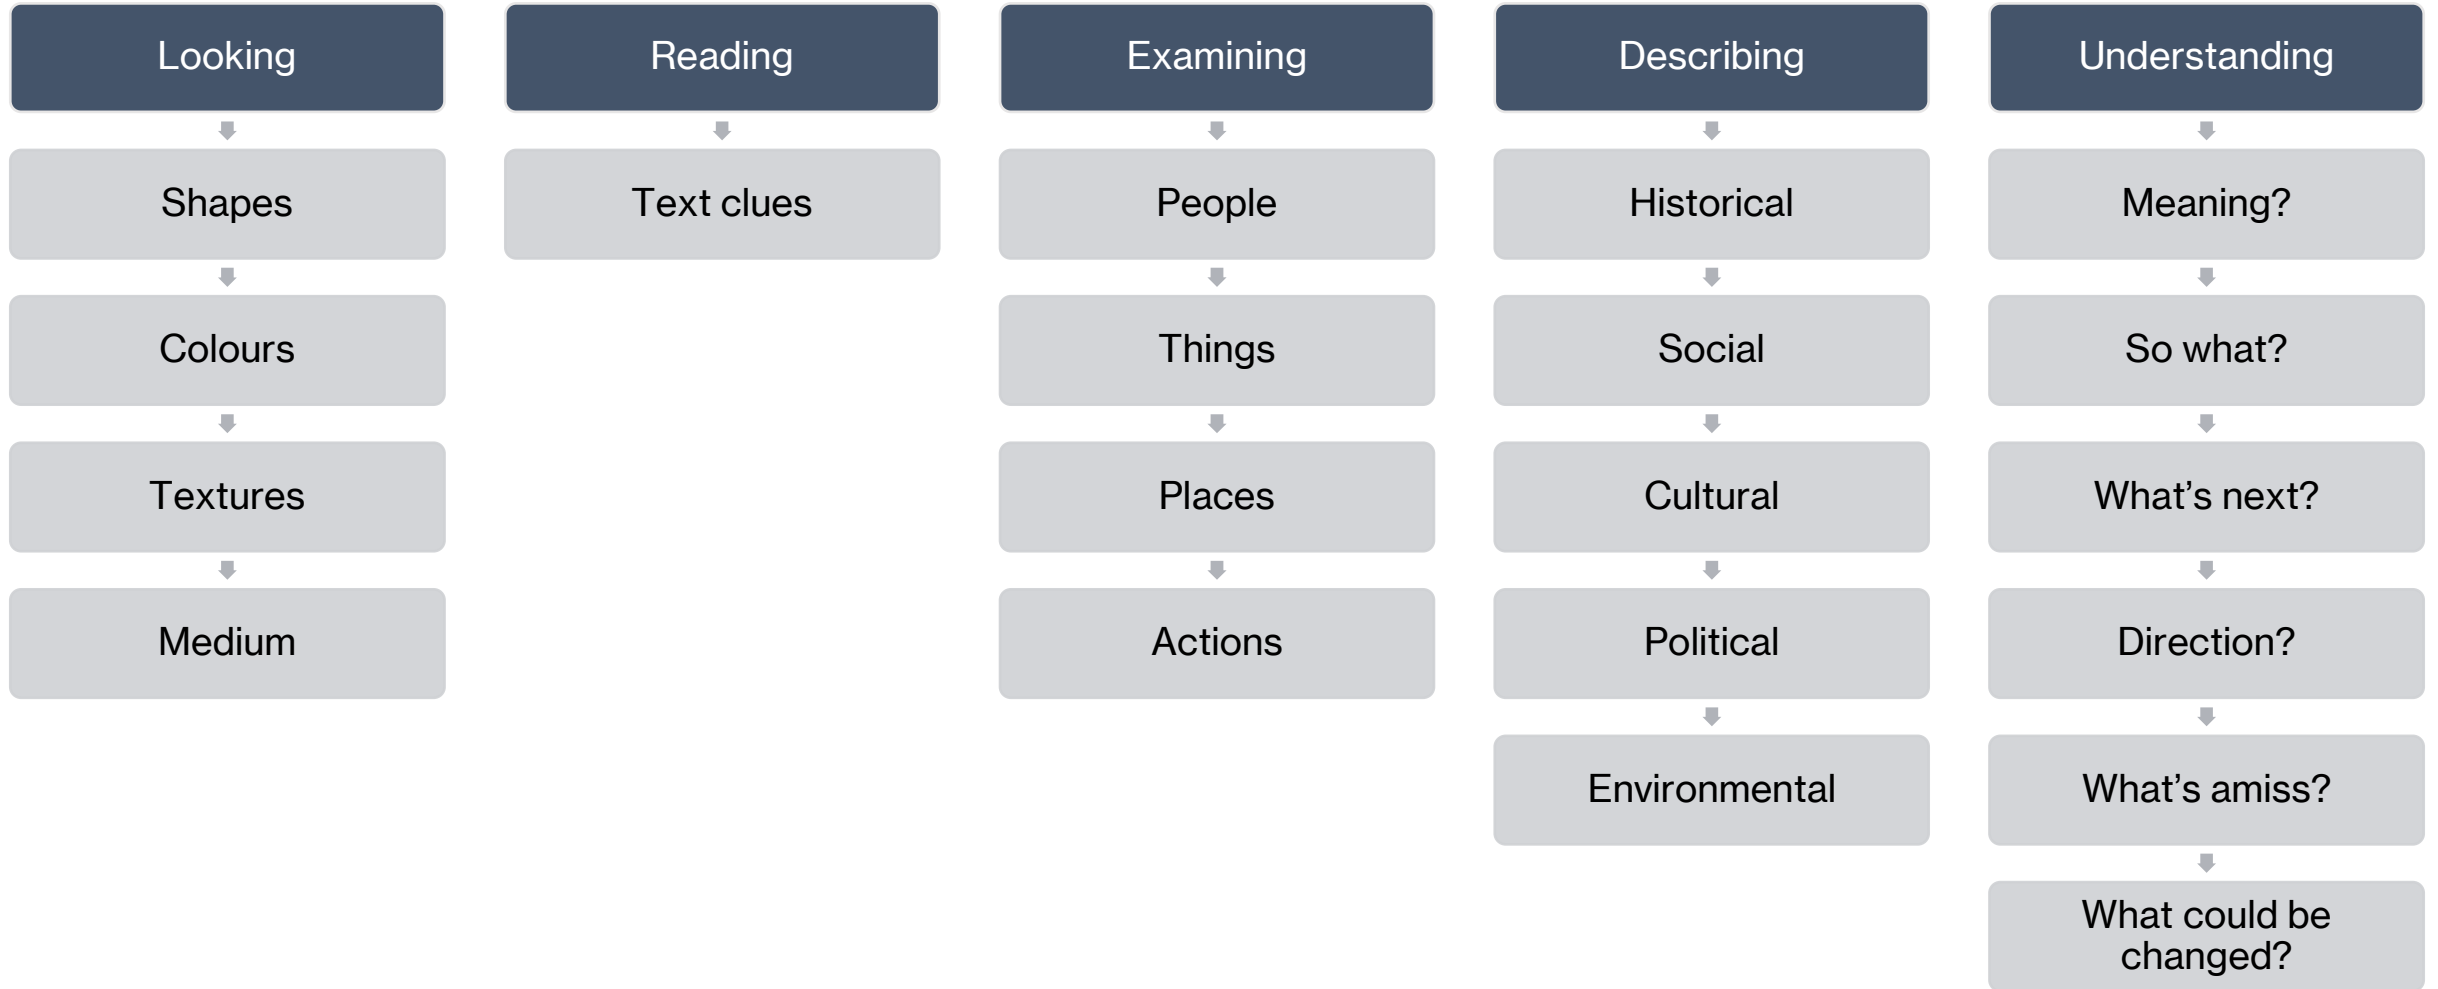 Looking
Shapes
Colours
Textures
Medium
Reading
Text clues
Examining
People
Things
Places
Actions
Describing
Historical
Social
Cultural
Political
Environmental
Understanding
Meaning?
So what?
What’s next?
Direction?
What’s amiss?
What could be
changed?